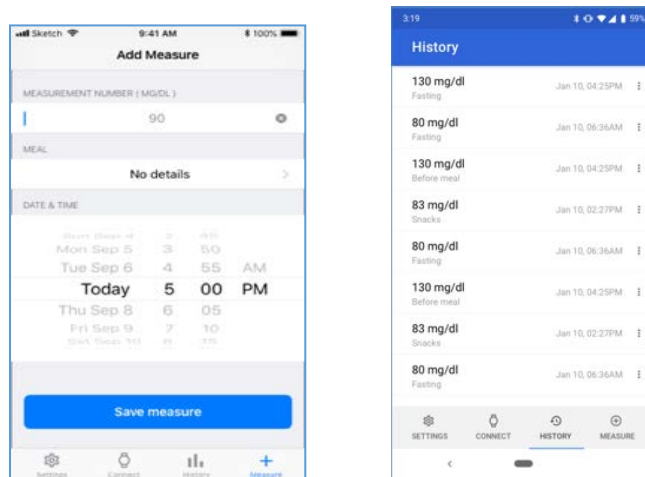 Sketch 9:41 AM 100%
Add Measure
MEASUREMENT NUMBER ( MG/DL )
90
MEAL
No details
DATE & TIME
Mon Sep 5 3 50
Tue Sep 6 4 55 AM
Today 5 00 PM
Thu Sep 8 6 05
Fri Sep 9 7 10
Save measure
Settings Connect History Measure
3:19 59%
History
130 mg/dl Jan 10, 04:25PM
Fasting
80 mg/dl Jan 10, 06:36AM
Fasting
130 mg/dl Jan 10, 04:25PM
Before meal
83 mg/dl Jan 10, 02:27PM
Snacks
80 mg/dl Jan 10, 06:36AM
Fasting
130 mg/dl Jan 10, 04:25PM
Before meal
83 mg/dl Jan 10, 02:27PM
Snacks
80 mg/dl Jan 10, 06:36AM
Fasting
SETTINGS CONNECT HISTORY MEASURE